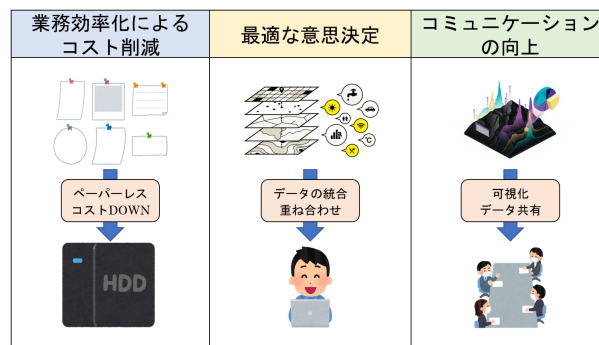 業務効率化による
コスト削減
最適な意思決定
コミュニケーション
の向上
℃
ペーパーレス
コストDOWN
データの統合
重ね合わせ
可視化
データ共有
HDD